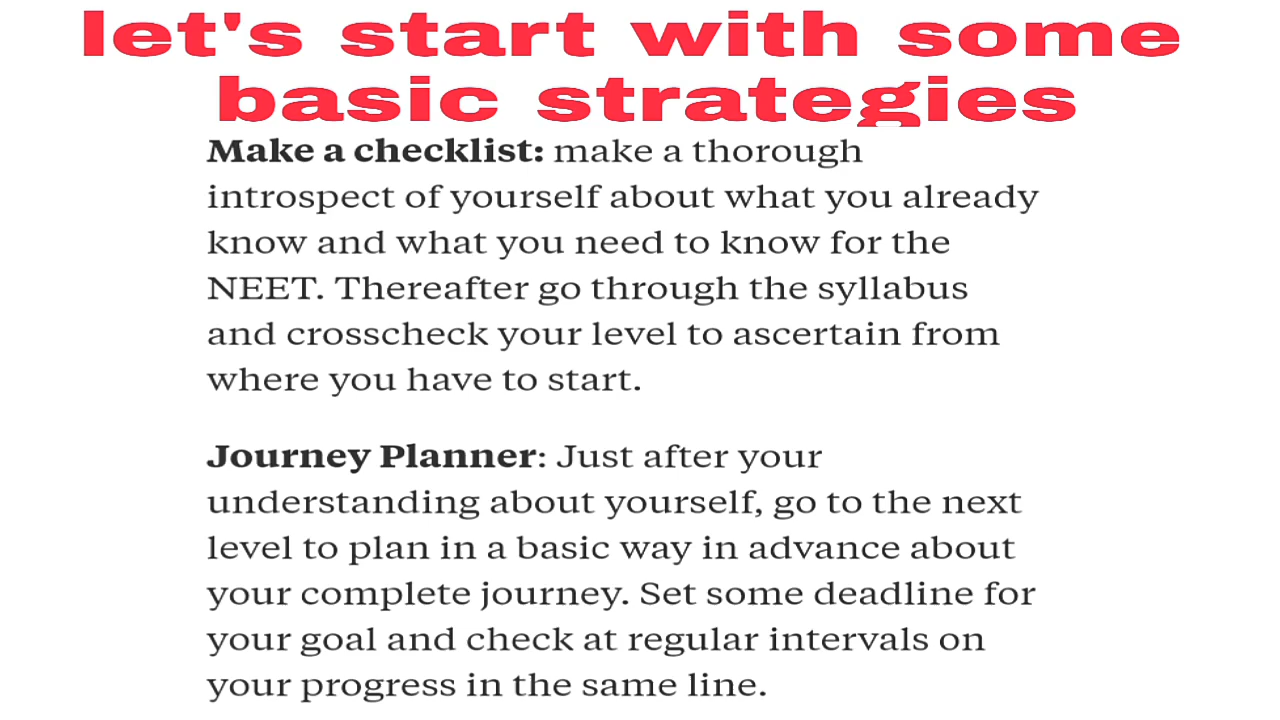 let's start with some
basic strategies
Make a checklist: make a thorough
introspect of yourself about what you already
know and what you need to know for the
NEET. Thereafter go through the syllabus
and crosscheck your level to ascertain from
where you have to start.
Journey Planner: Just after your
understanding about yourself, go to the next
level to plan in a basic way in advance about
your complete journey. Set some deadline for
your goal and check at regular intervals on
your progress in the same line.